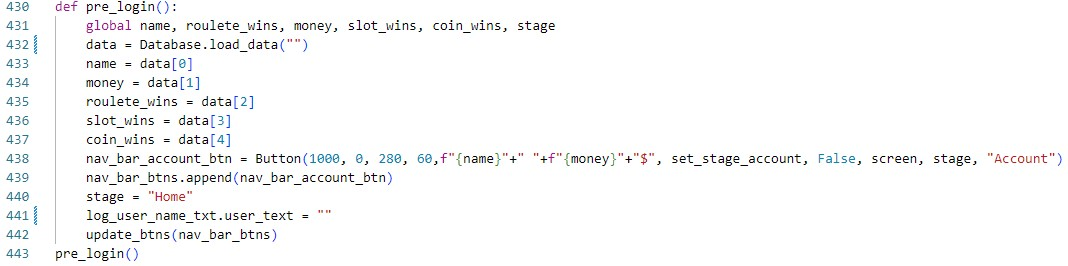 430 def pre_login():
431     global name, roulete_wins, money, slot_wins, coin_wins, stage
432     data = Database.load_data("")
433     name = data[0]
434     money = data[1]
435     roulete_wins = data[2]
436     slot_wins = data[3]
437     coin_wins = data[4]
438     nav_bar_account_btn = Button(1000, 0, 280, 60,f"{name}"+" "+f"{money}"+"$", set_stage_account, False, screen, stage, "Account")
439     nav_bar_btns.append(nav_bar_account_btn)
440     stage = "Home"
441     log_user_name_txt.user_text = ""
442     update_btns(nav_bar_btns)
443 pre_login()